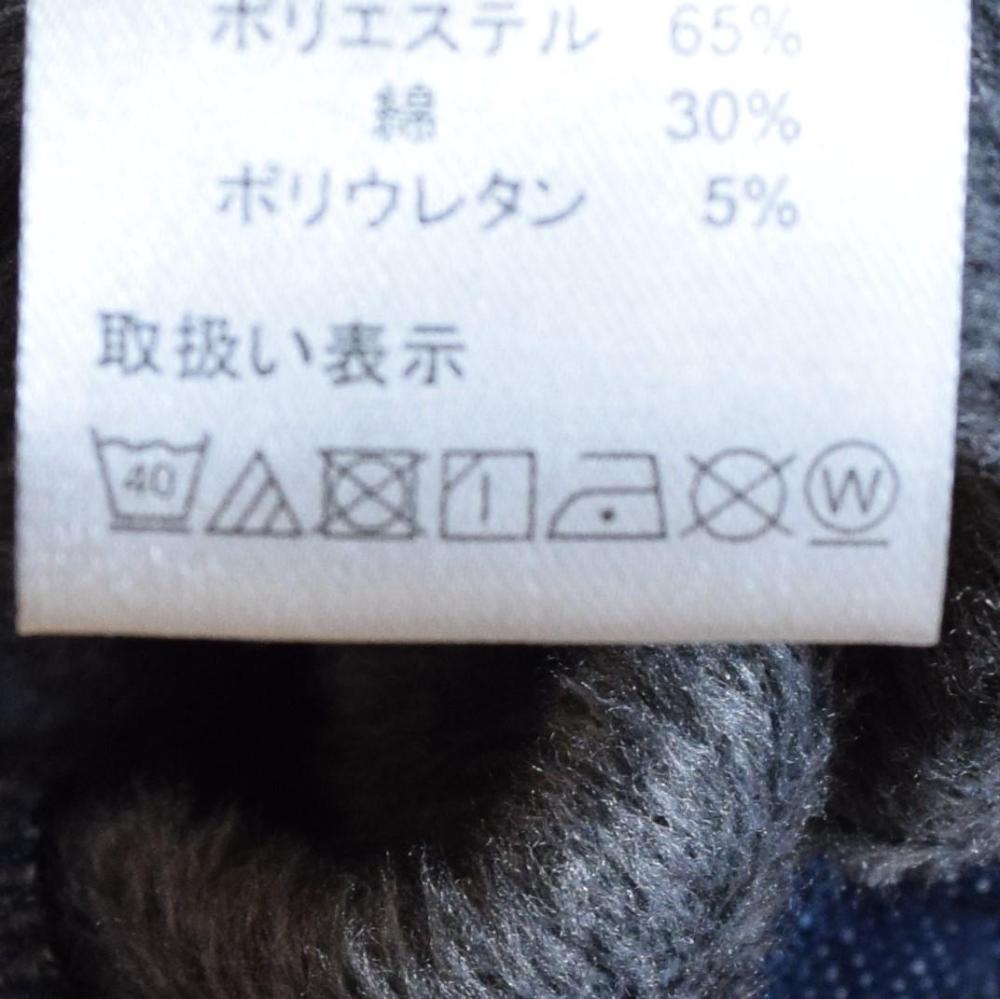 ポリエステル 65%
綿 30%
ポリウレタン 5%
取扱い表示
40 W